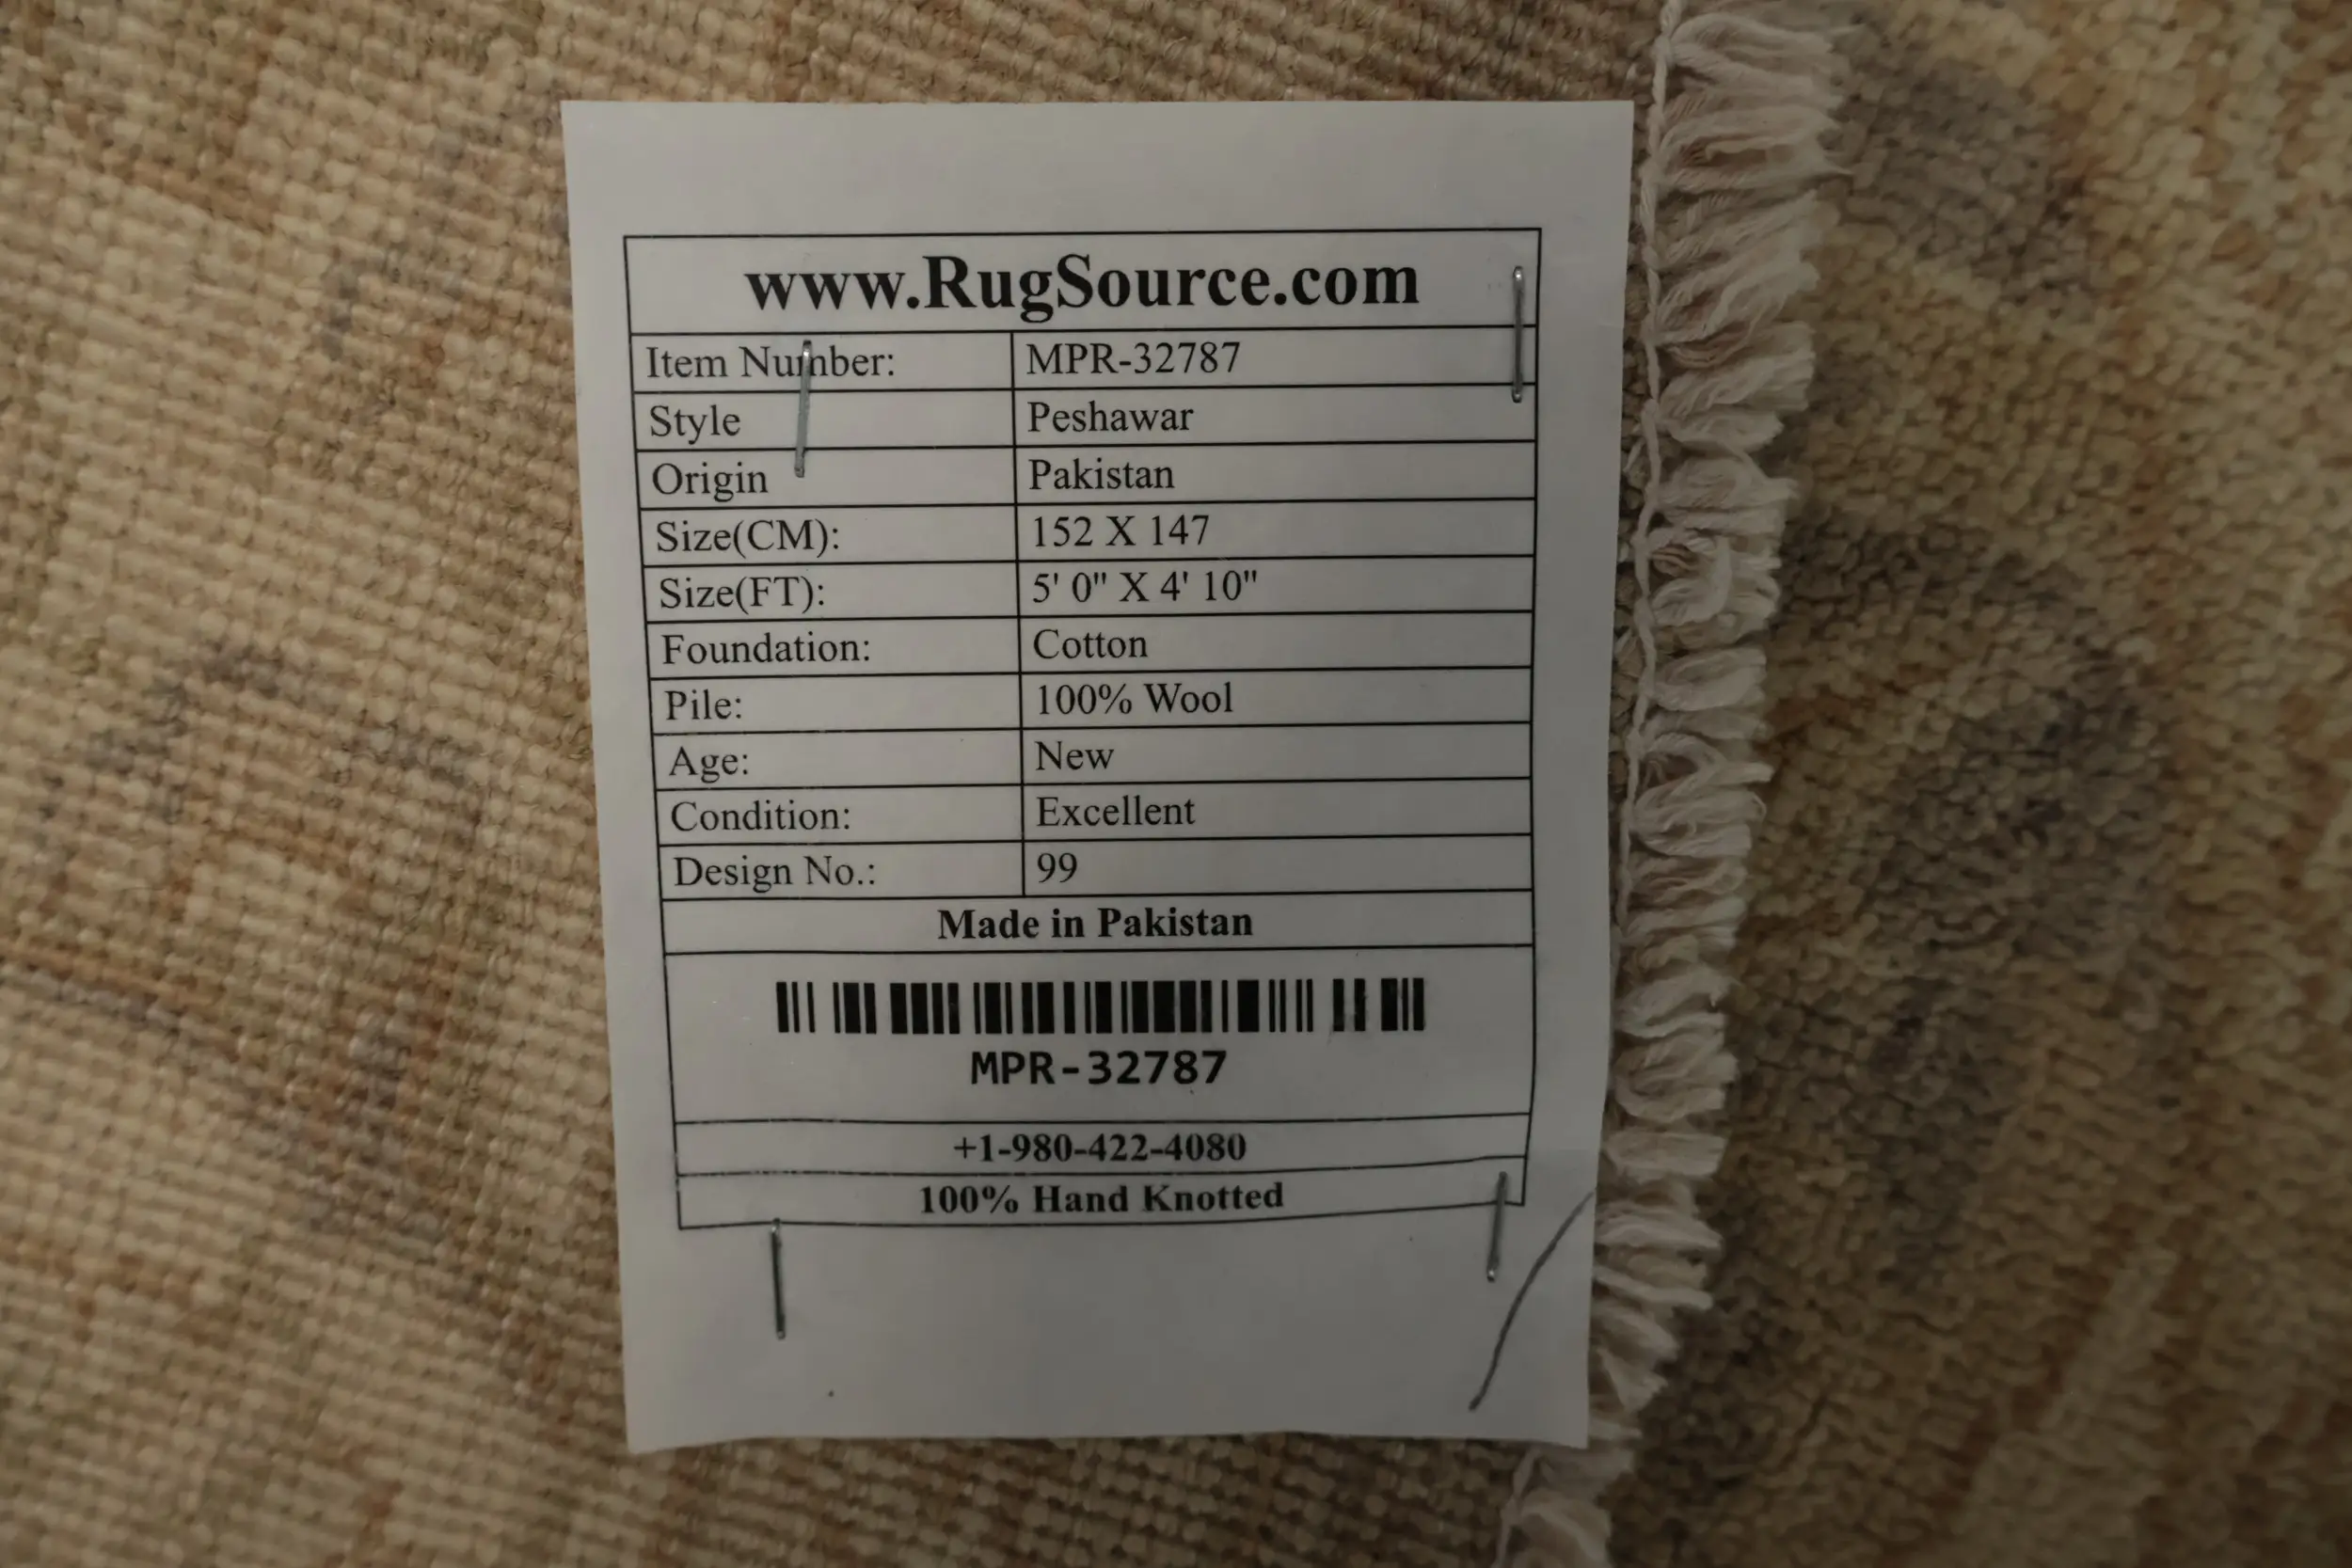 www.RugSource.com
Item Number: MPR-32787
Style Peshawar
Origin Pakistan
Size(CM): 152 X 147
Size(FT): 5' 0" X 4' 10"
Foundation: Cotton
Pile: 100% Wool
Age: New
Condition: Excellent
Design No.: 99
Made in Pakistan
MPR-32787
+1-980-422-4080
100% Hand Knotted